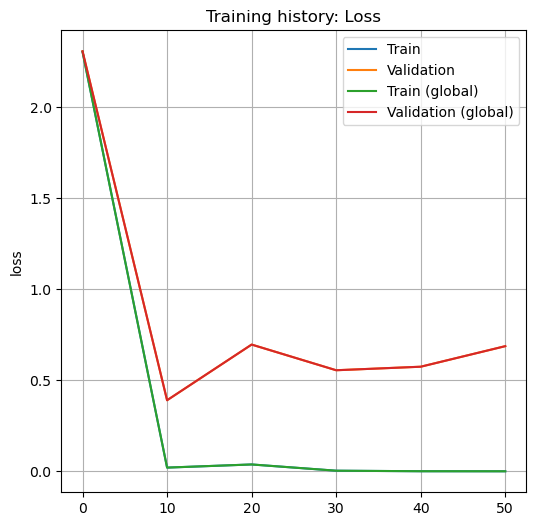 Training history: Loss
Train
Validation
Train (global)
Validation (global)
loss
2.0
1.5
1.0
0.5
0.0
0 10 20 30 40 50